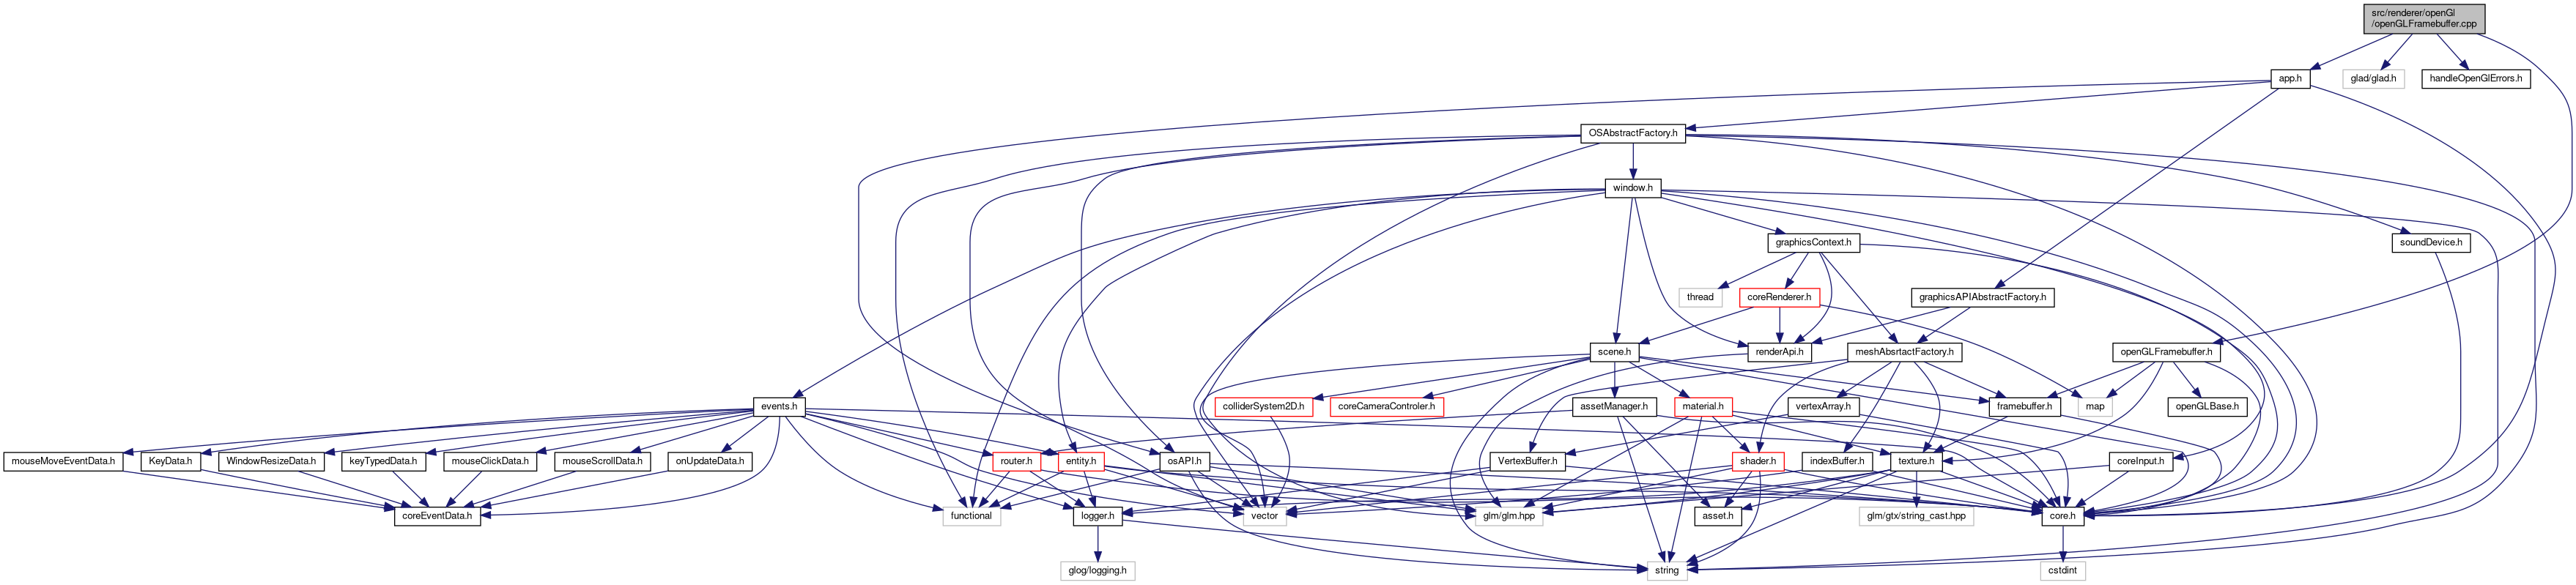 src/renderer/openGl
/openGLFramebuffer.cpp
app.h
glad/glad.h
handleOpenGlErrors.h
OSAbstractFactory.h
window.h
graphicsContext.h
soundDevice.h
thread
coreRenderer.h
graphicsAPIAbstractFactory.h
scene.h
renderApi.h
meshAbsrtactFactory.h
openGLFramebuffer.h
events.h
colliderSystem2D.h
coreCameraControler.h
assetManager.h
material.h
vertexArray.h
framebuffer.h
map
openGLBase.h
mouseMoveEventData.h
KeyData.h
WindowResizeData.h
keyTypedData.h
mouseClickData.h
mouseScrollData.h
onUpdateData.h
router.h
entity.h
osAPI.h
VertexBuffer.h
shader.h
indexBuffer.h
texture.h
coreInput.h
coreEventData.h
functional
logger.h
vector
glm/glm.hpp
asset.h
glm/gtx/string_cast.hpp
core.h
glog/logging.h
string
cstdint